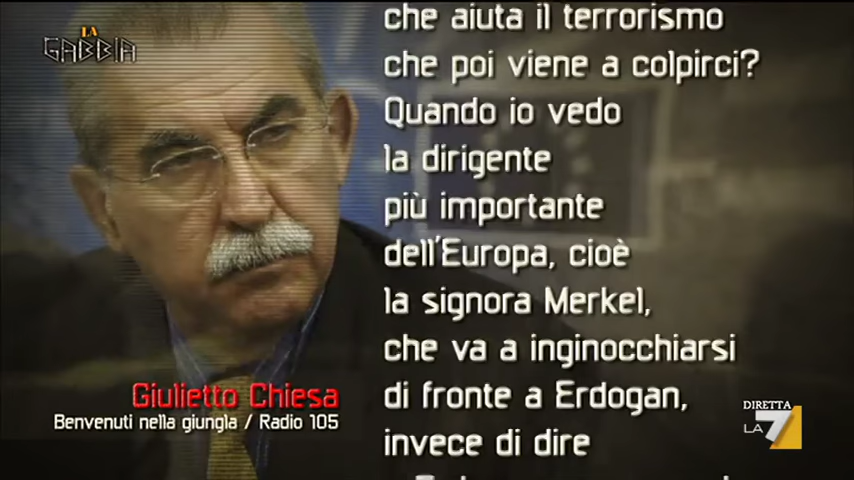 LA
GABBIA
che aiuta il terrorismo
che poi viene a colpirci?
Quando io vedo
la dirigente
più importante
dell'Europa, cioè
la signora Merkel,
che va a inginocchiarsi
di fronte a Erdogan,
invece di dire
Giulietto Chiesa
Benvenuti nella giungla / Radio 105
DIRETTA
LA 7